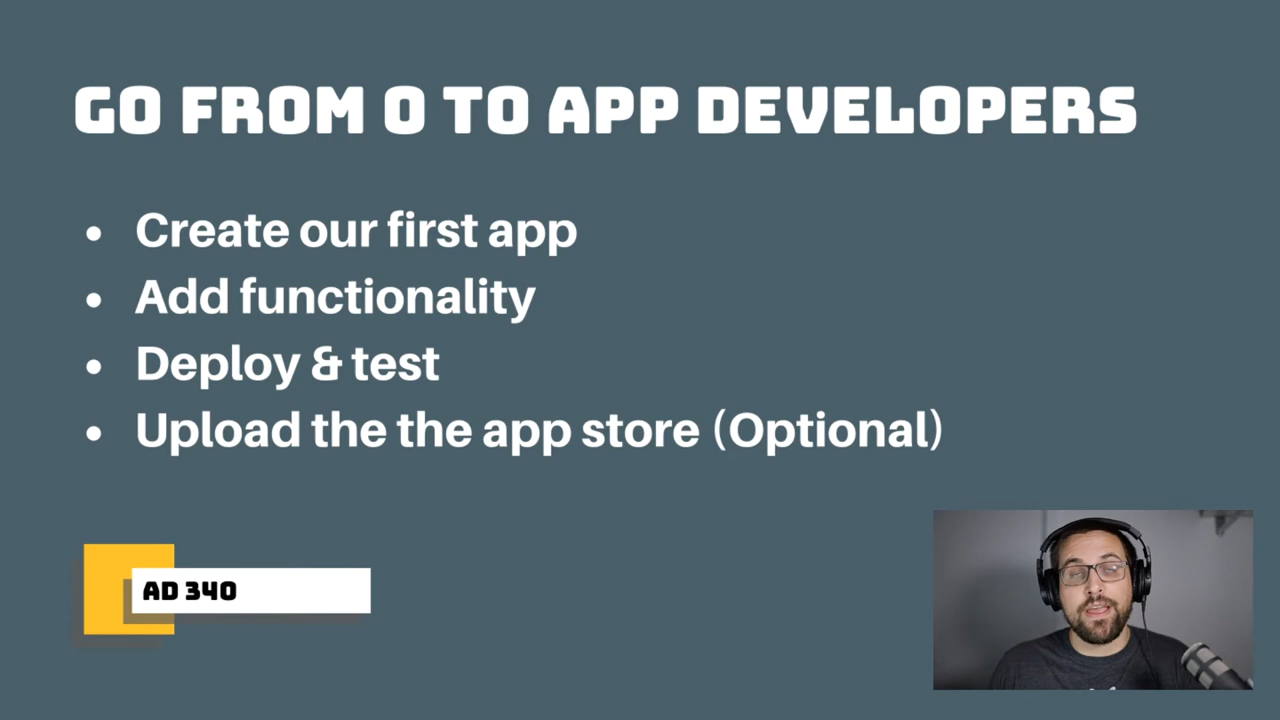 GO FROM 0 TO APP DEVELOPERS
• Create our first app
• Add functionality
• Deploy & test
• Upload the the app store (Optional)
AD 340